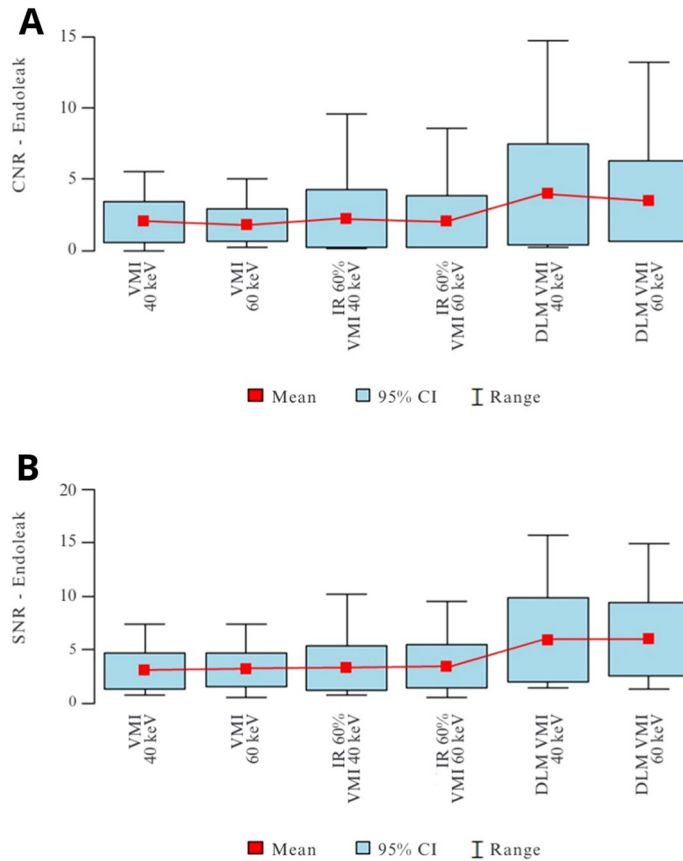 A
CNR - Endoleak
15
10
5
0
VMI
40 keV
VMI
60 keV
IR 60%
VMI 40 keV
IR 60%
VMI 60 keV
DLM VMI
40 keV
DLM VMI
60 keV
Mean
95% CI
Range
B
SNR - Endoleak
20
15
10
5
0
VMI
40 keV
VMI
60 keV
IR 60%
VMI 40 keV
IR 60%
VMI 60 keV
DLM VMI
40 keV
DLM VMI
60 keV
Mean
95% CI
Range